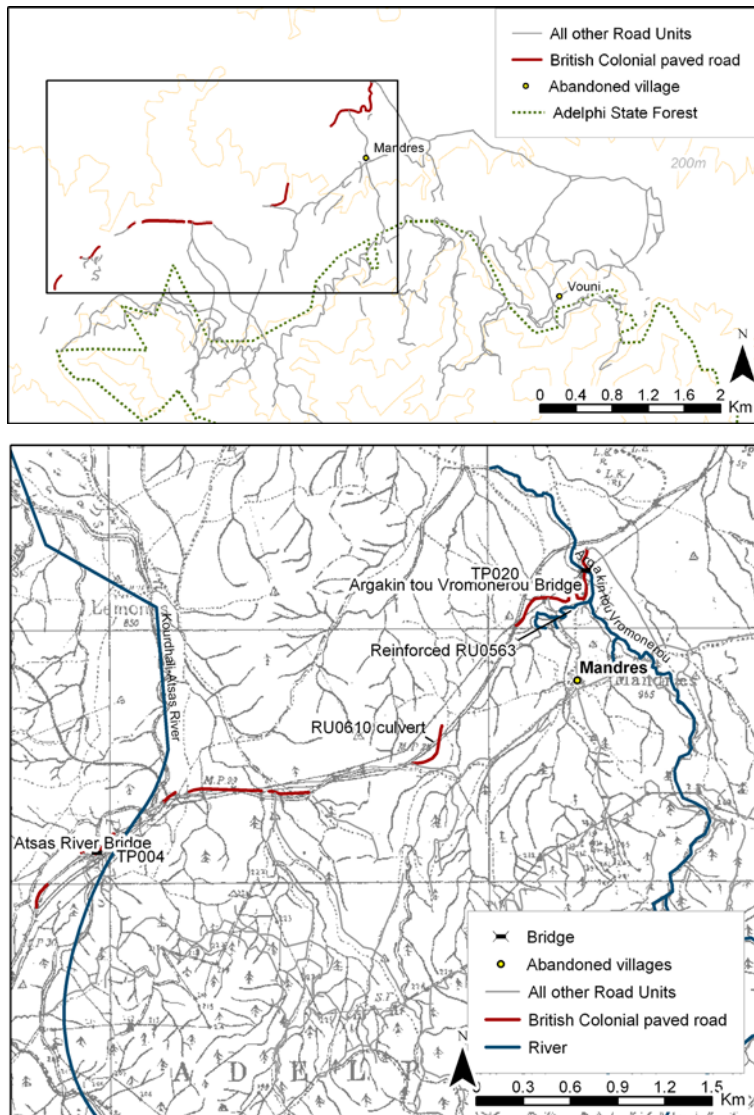 All other Road Units
British Colonial paved road
Abandoned village
Adelphi State Forest
Mandres
200m
Vouni
N
0 0.4 0.8 1.2 1.6 2
Km
TP020
Argakin tou Vromonerou Bridge
Argakin tou Vromonerou
Reinforced RU0563
Mandres
965
850
Kourdhali-Atsas River
RU0610 culvert
M.P. 29
Atsas River Bridge
TP004
Bridge
Abandoned villages
All other Road Units
British Colonial paved road
River
A D E L P
N
0 0.3 0.6 0.9 1.2 1.5
Km